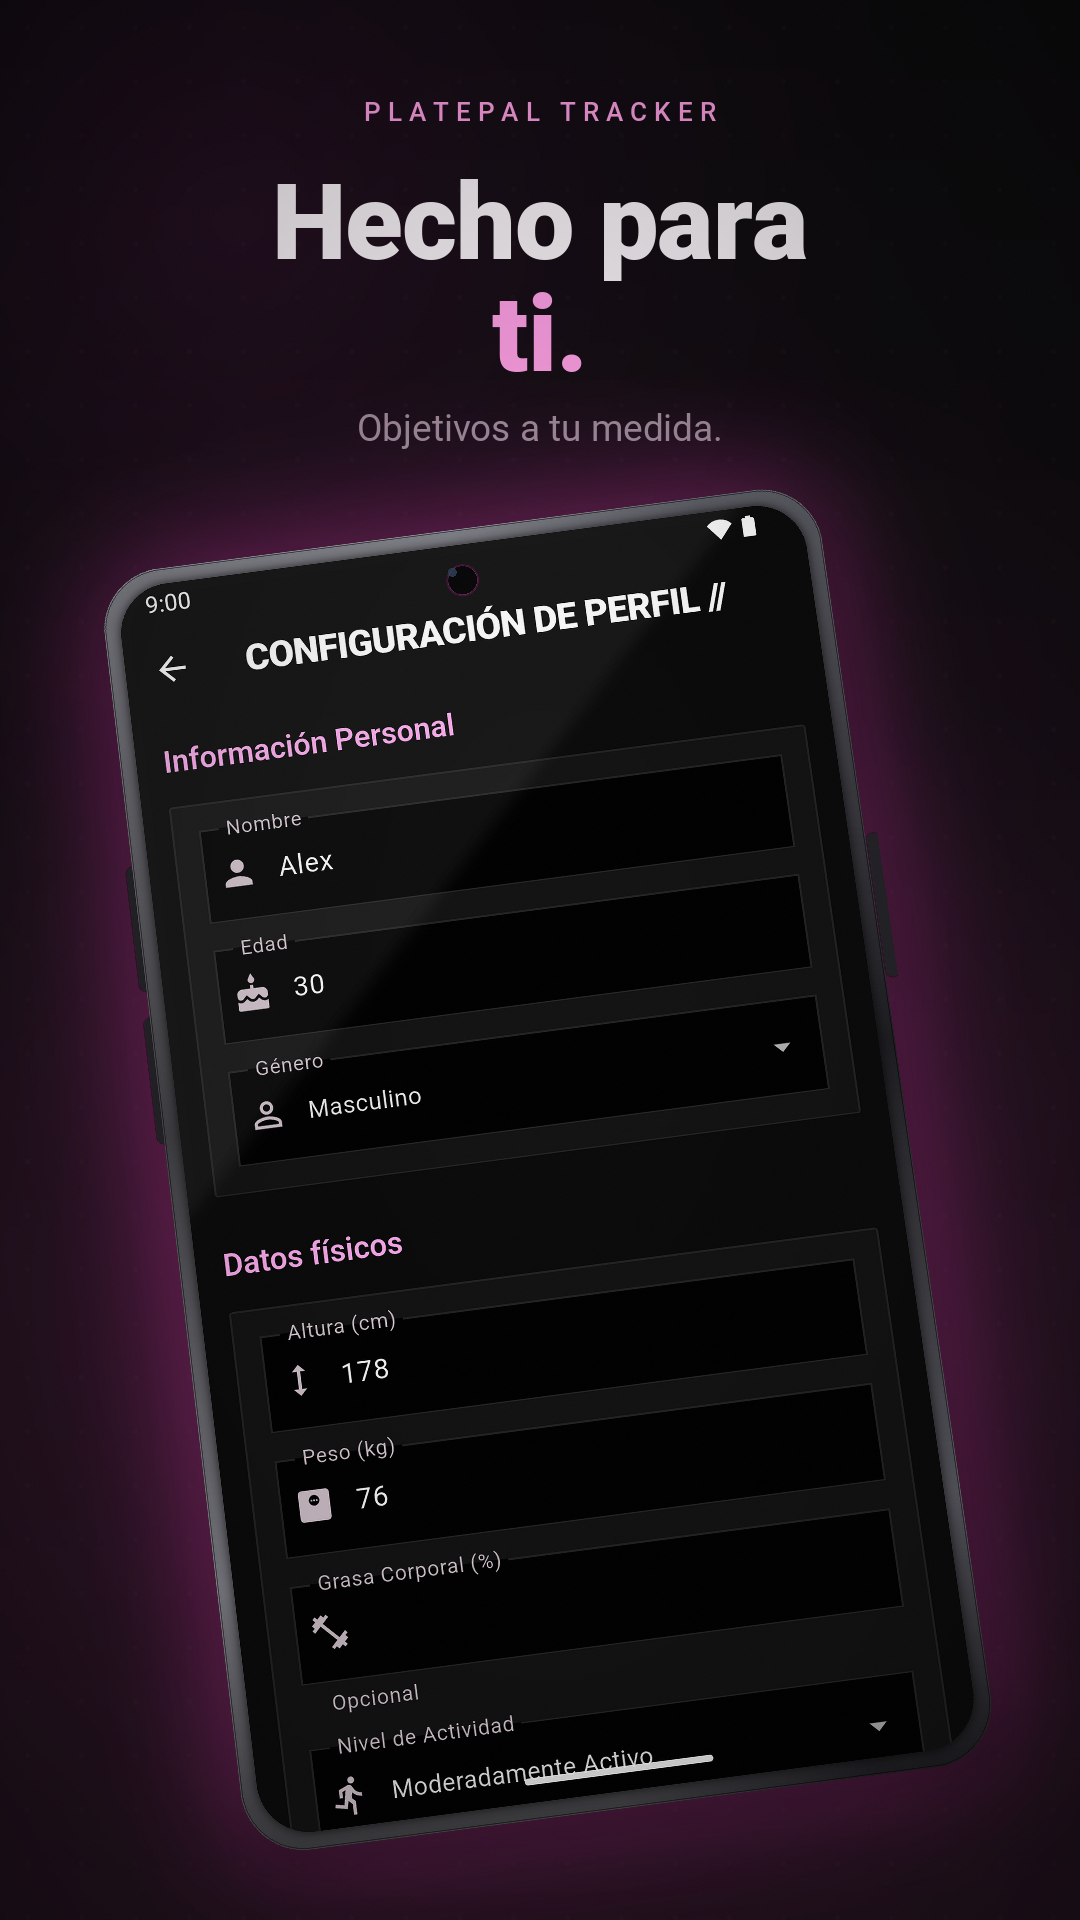 PLATEPAL TRACKER
Hecho para
ti.
Objetivos a tu medida.
9:00
CONFIGURACIÓN DE PERFIL //
Información Personal
Nombre
Alex
Edad
30
Género
Masculino
Datos físicos
Altura (cm)
178
Peso (kg)
76
Grasa Corporal (%)
Opcional
Nivel de Actividad
Moderadamente Activo